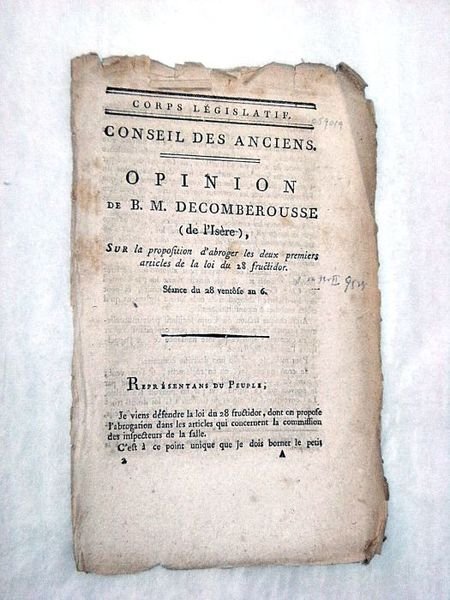 CORPS LÉGISLATIF.
CONSEIL DES ANCIENS.
OPINION
DE B. M. DECOMBEROUSSE
(de l'Isère),
SUR la proposition d'abroger les deux premiers
articles de la loi du 28 fructidor.
Séance du 28 ventôse an 6.
REPRÉSENTANS DU PEUPLE,
Je viens défendre la loi du 28 fructidor, dont on propose
l'abrogation dans les articles qui concernent la commission
des inspecteurs de la salle.
C'est à ce point unique que je dois borner le petit
2 A